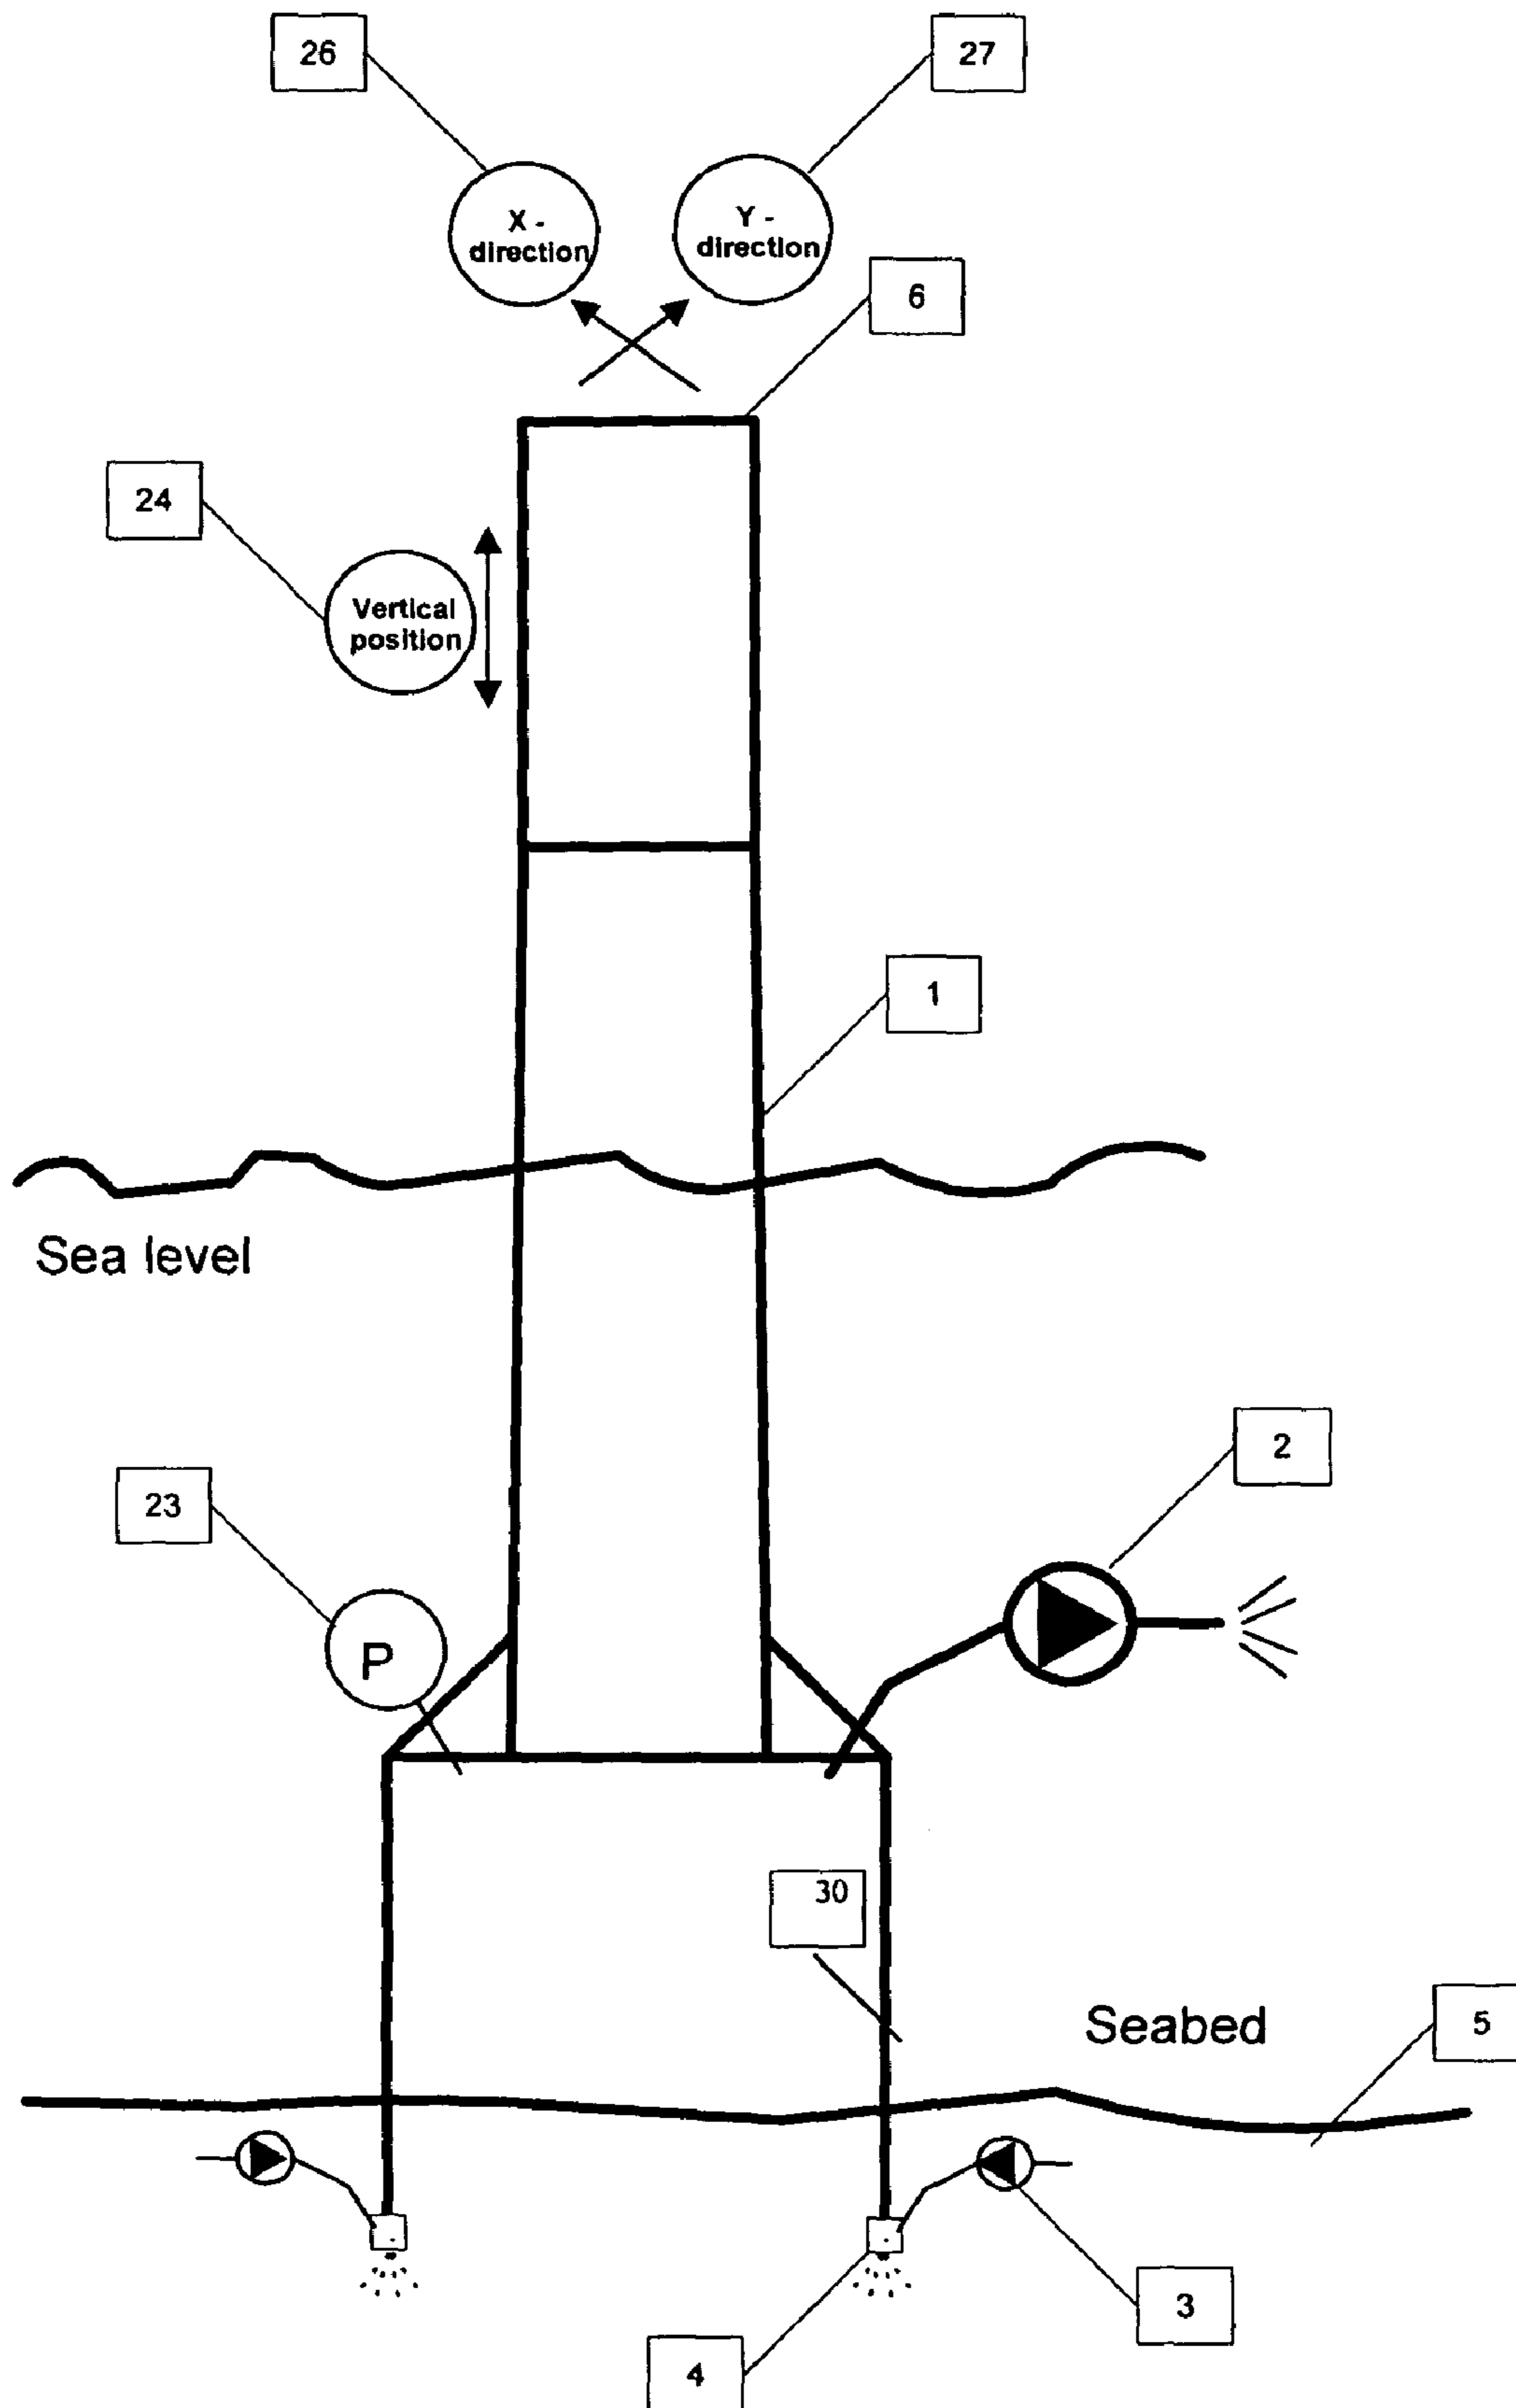 26
27
X -
direction
Y -
direction
6
24
Vertical
position
1
Sea level
2
23
P
30
Seabed
5
3
4